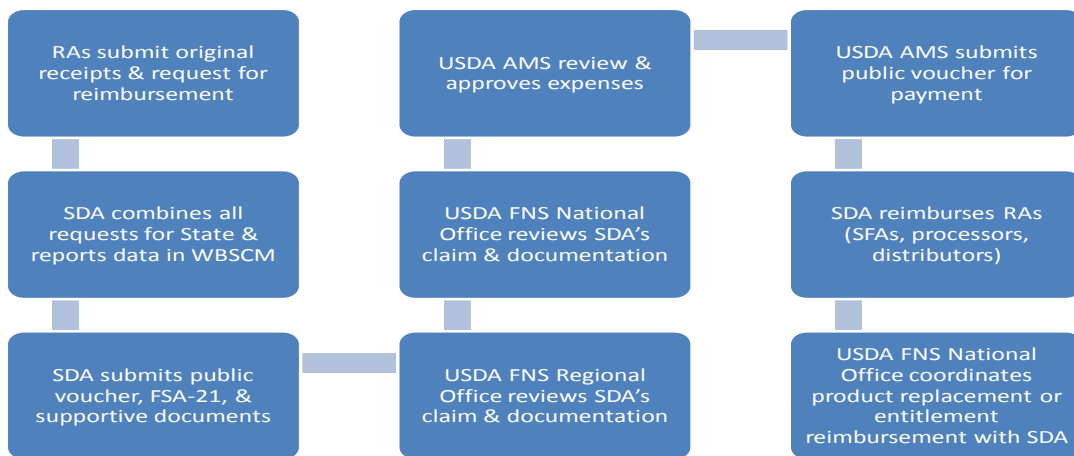 RAs submit original
receipts & request for
reimbursement
SDA combines all
requests for State &
reports data in WBSCM
SDA submits public
voucher, FSA-21, &
supportive documents
USDA FNS Regional
Office reviews SDA’s
claim & documentation
USDA FNS National
Office reviews SDA’s
claim & documentation
USDA AMS review &
approves expenses
USDA AMS submits
public voucher for
payment
SDA reimburses RAs
(SFAs, processors,
distributors)
USDA FNS National
Office coordinates
product replacement or
entitlement
reimbursement with SDA